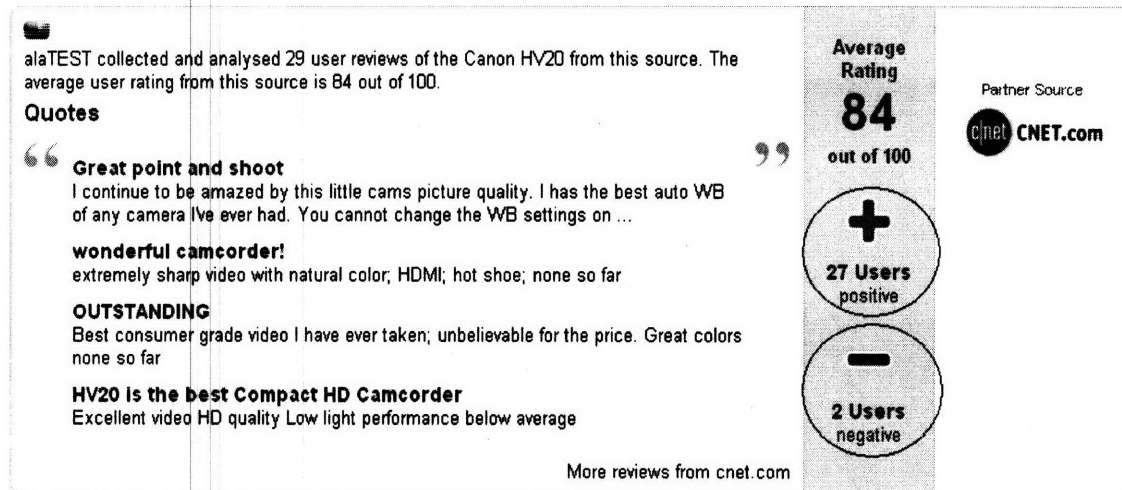 alaTEST collected and analysed 29 user reviews of the Canon HV20 from this source. The
average user rating from this source is 84 out of 100.
Quotes
“ Great point and shoot ”
I continue to be amazed by this little cams picture quality. I has the best auto WB
of any camera I've ever had. You cannot change the WB settings on ...
wonderful camcorder!
extremely sharp video with natural color; HDMI; hot shoe; none so far
OUTSTANDING
Best consumer grade video I have ever taken; unbelievable for the price. Great colors
none so far
HV20 is the best Compact HD Camcorder
Excellent video HD quality Low light performance below average
More reviews from cnet.com
Average
Rating
84
out of 100
+
27 Users
positive
−
2 Users
negative
Partner Source
c|net CNET.com